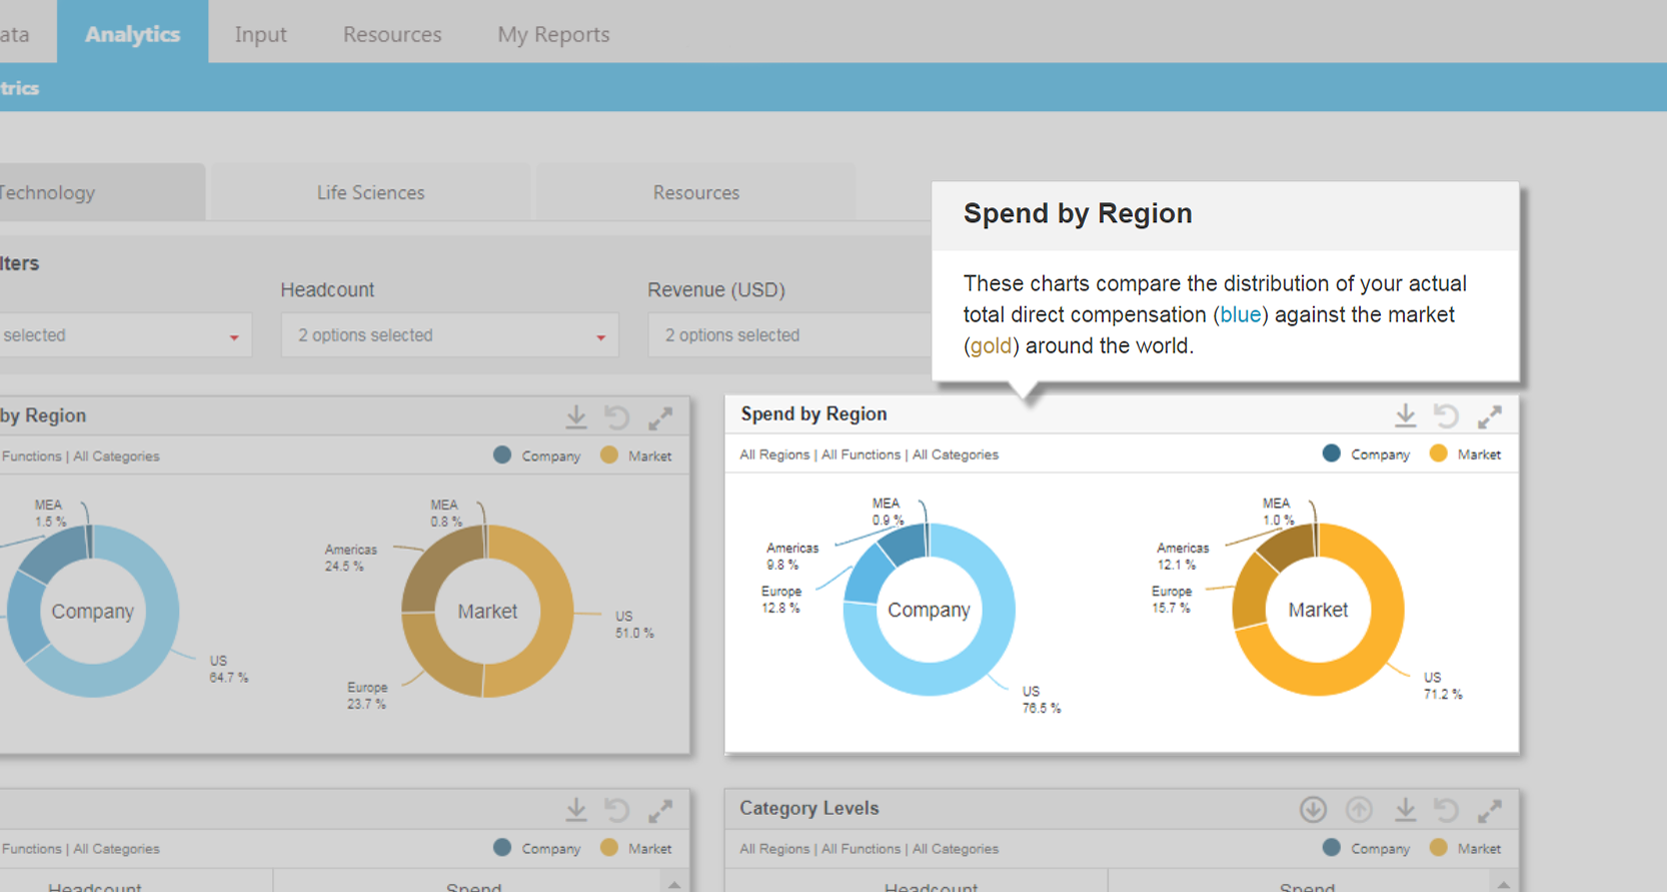 ata
Analytics
Input
Resources
My Reports
trics
Technology
Life Sciences
Resources
Spend by Region
These charts compare the distribution of your actual
total direct compensation (blue) against the market
(gold) around the world.
lters
Headcount
Revenue (USD)
selected
2 options selected
2 options selected
by Region
Functions | All Categories
Company
Market
MEA
1.5 %
Company
US
64.7 %
MEA
0.8 %
Americas
24.5 %
Market
US
51.0 %
Europe
23.7 %
Spend by Region
All Regions | All Functions | All Categories
Company
Market
MEA
0.9 %
Americas
9.8 %
Europe
12.8 %
Company
US
76.5 %
MEA
1.0 %
Americas
12.1 %
Europe
15.7 %
Market
US
71.2 %
Functions | All Categories
Company
Market
Headcount
Spend
Category Levels
All Regions | All Functions | All Categories
Company
Market
Headcount
Spend